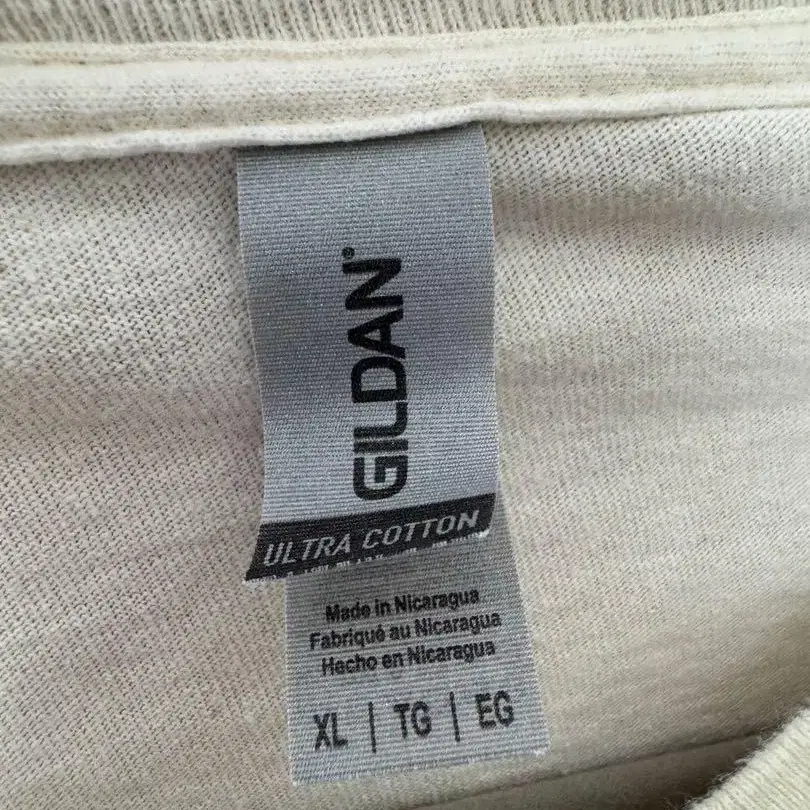 GILDAN®
ULTRA COTTON
Made in Nicaragua
Fabriqué au Nicaragua
Hecho en Nicaragua
XL | TG | EG